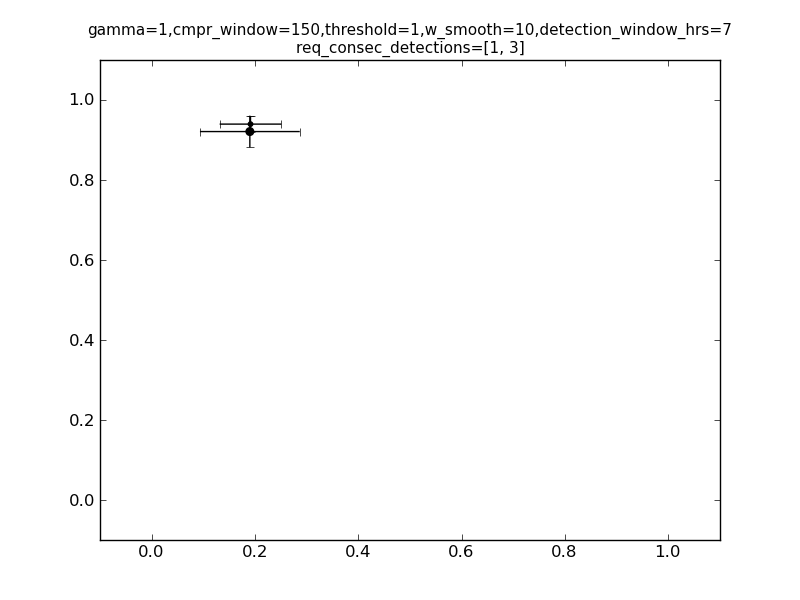 gamma=1,cmpr_window=150,threshold=1,w_smooth=10,detection_window_hrs=7
req_consec_detections=[1, 3]
1.0
0.8
0.6
0.4
0.2
0.0
0.0 0.2 0.4 0.6 0.8 1.0